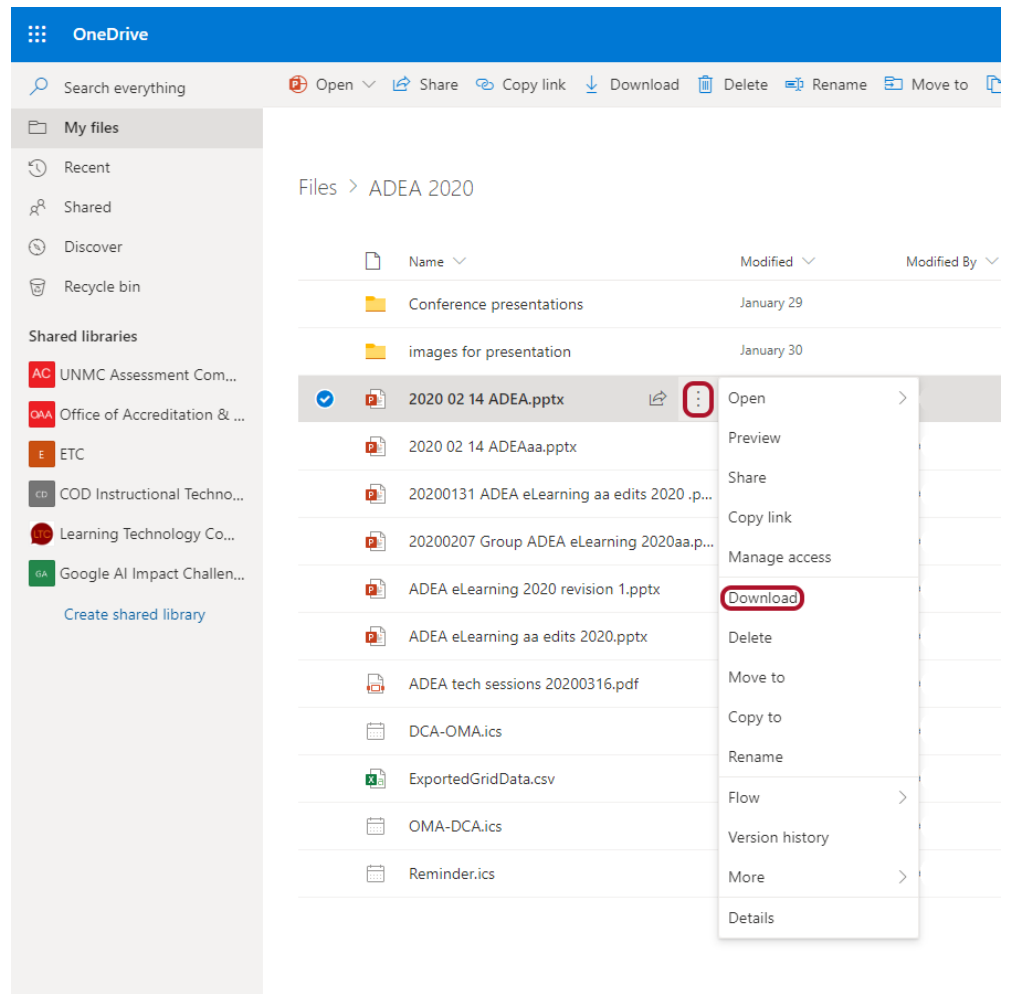 OneDrive
Search everything
Open Share Copy link Download Delete Rename Move to
My files
Recent
Shared
Discover
Recycle bin
Shared libraries
AC UNMC Assessment Com...
OAA Office of Accreditation & ...
E ETC
CD COD Instructional Techno...
LTC Learning Technology Co...
GA Google AI Impact Challen...
Create shared library
Files > ADEA 2020
Name Modified Modified By
Conference presentations January 29
images for presentation January 30
2020 02 14 ADEA.pptx
2020 02 14 ADEAaa.pptx
20200131 ADEA eLearning aa edits 2020 .p...
20200207 Group ADEA eLearning 2020aa.p...
ADEA eLearning 2020 revision 1.pptx
ADEA eLearning aa edits 2020.pptx
ADEA tech sessions 20200316.pdf
DCA-OMA.ics
ExportedGridData.csv
OMA-DCA.ics
Reminder.ics
Open
Preview
Share
Copy link
Manage access
Download
Delete
Move to
Copy to
Rename
Flow
Version history
More
Details